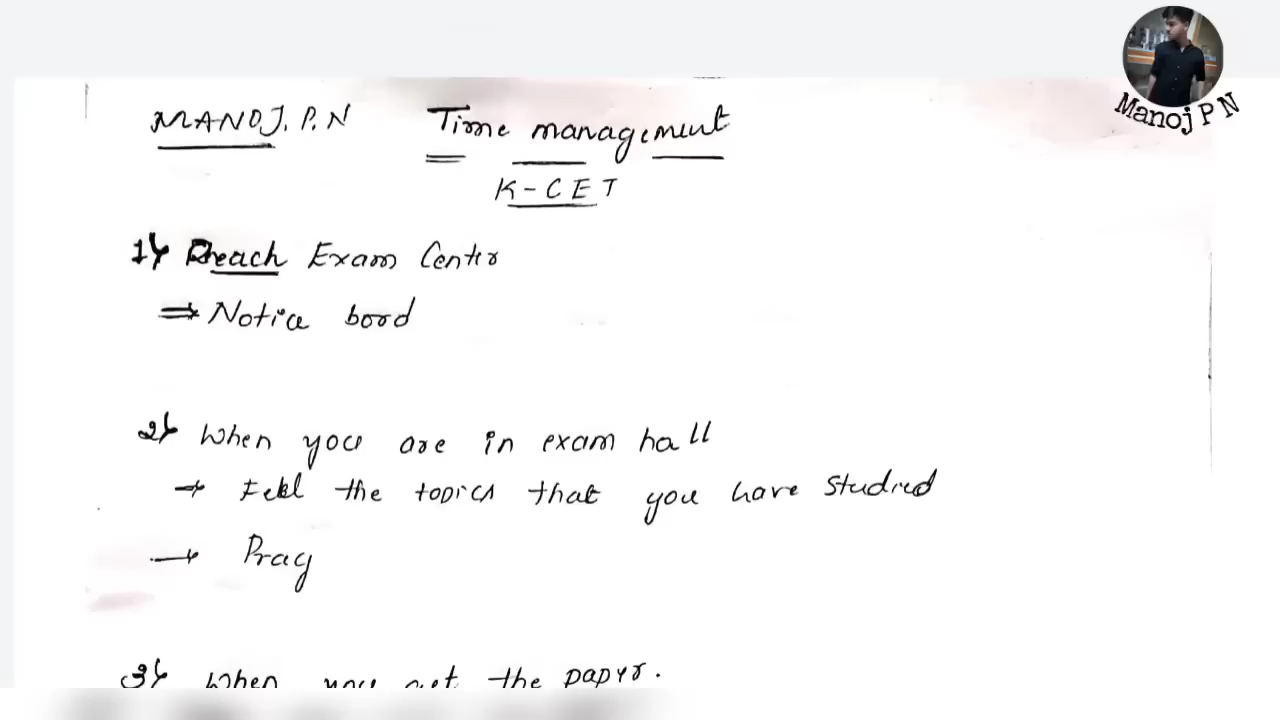 Manoj P N
MANOJ. P. N Time management
K-CET
1) Reach Exam Center
⇒ Notice bord
2) When you are in exam hall
→ Feel the topics that you have studied
→ Pray
3) When you get the paper.